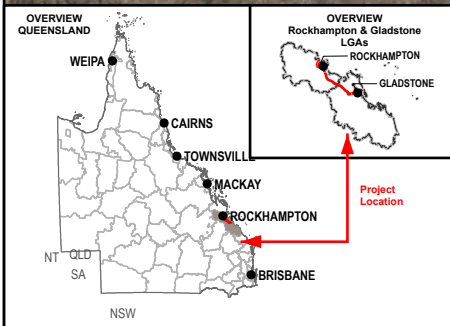 OVERVIEW
QUEENSLAND
WEIPA
CAIRNS
TOWNSVILLE
MACKAY
ROCKHAMPTON
BRISBANE
NT
QLD
SA
NSW
OVERVIEW
Rockhampton & Gladstone
LGAs
ROCKHAMPTON
GLADSTONE
Project
Location